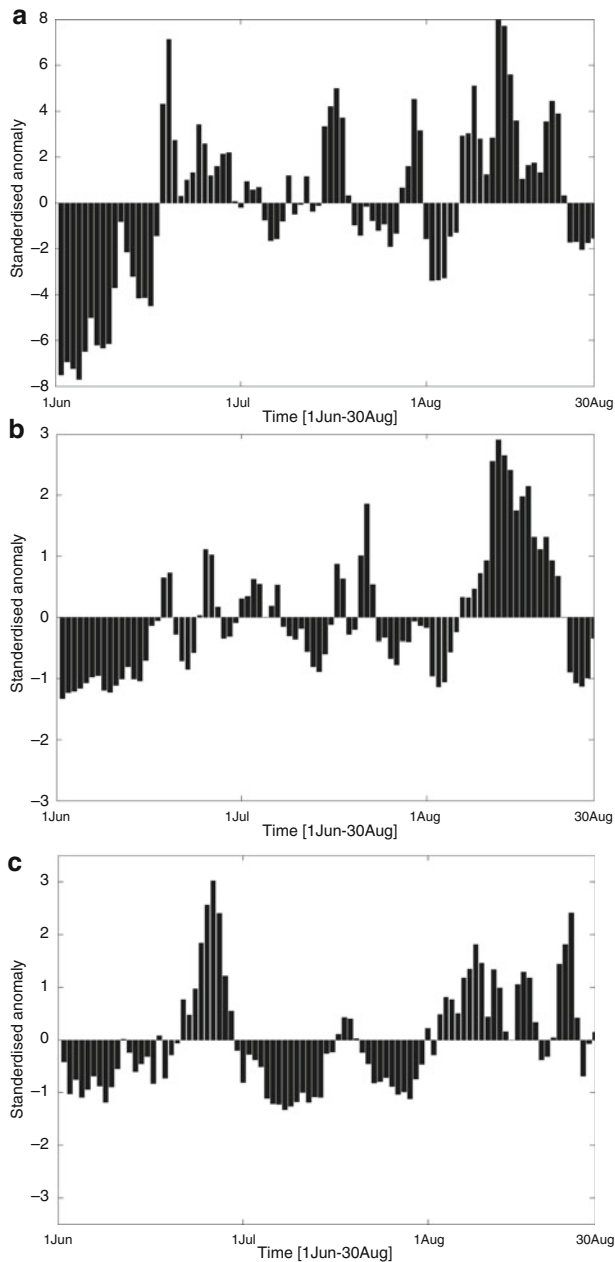 a
8
6
4
2
0
−2
−4
−6
−8
Standerdised anomaly
1Jun
1Jul
1Aug
30Aug
Time [1Jun-30Aug]
b
3
2
1
0
−1
−2
−3
Standerdised anomaly
1Jun
1Jul
1Aug
30Aug
Time [1Jun-30Aug]
c
3
2
1
0
−1
−2
−3
Standerdised anomaly
1Jun
1Jul
1Aug
30Aug
Time [1Jun-30Aug]